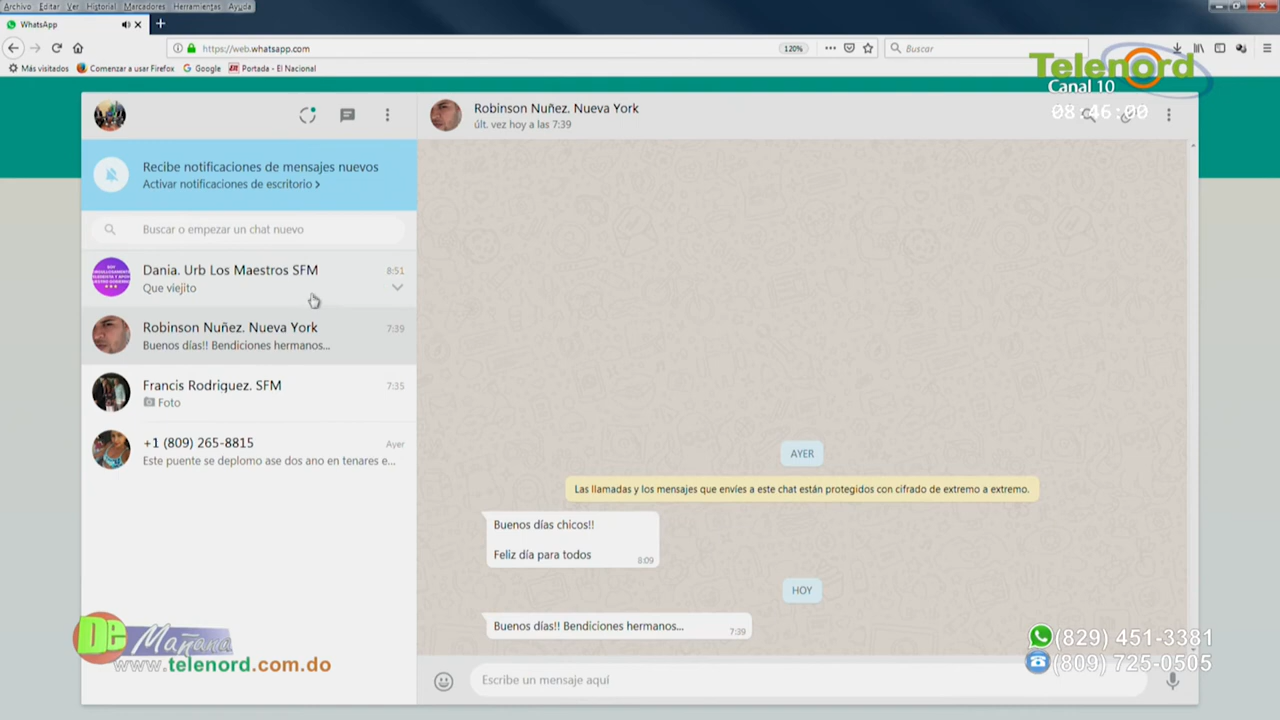 Archivo Editar Ver Historial Marcadores Herramientas Ayuda
WhatsApp
https://web.whatsapp.com
120%
Buscar
Más visitados
Comenzar a usar Firefox
Google
Portada - El Nacional
Telenord
Canal 10
08:46:00
Recibe notificaciones de mensajes nuevos
Activar notificaciones de escritorio >
Buscar o empezar un chat nuevo
Dania. Urb Los Maestros SFM
8:51
Que viejito
Robinson Nuñez. Nueva York
7:39
Buenos días!! Bendiciones hermanos...
Francis Rodriguez. SFM
7:35
Foto
+1 (809) 265-8815
Ayer
Este puente se deplomo ase dos ano en tenares e...
Robinson Nuñez. Nueva York
últ. vez hoy a las 7:39
AYER
Las llamadas y los mensajes que envíes a este chat están protegidos con cifrado de extremo a extremo.
Buenos días chicos!!
Feliz día para todos
8:09
HOY
Buenos días!! Bendiciones hermanos...
7:39
Escribe un mensaje aquí
De Mañana
www.telenord.com.do
(829) 451-3381
(809) 725-0505